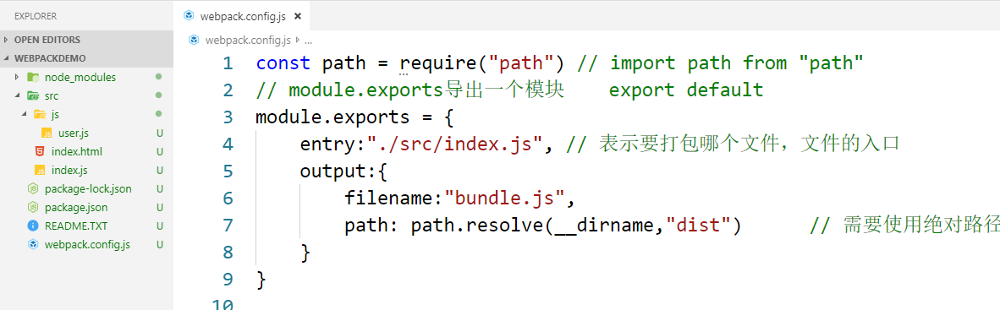 EXPLORER
OPEN EDITORS
WEBPACKDEMO
node_modules
src
js
user.js U
index.html U
index.js U
package-lock.json U
package.json U
README.TXT U
webpack.config.js U
webpack.config.js ×
webpack.config.js ▷ ...
1 const path = require("path") // import path from "path"
2 // module.exports导出一个模块    export default
3 module.exports = {
4     entry:"./src/index.js", // 表示要打包哪个文件，文件的入口
5     output:{
6         filename:"bundle.js",
7         path: path.resolve(__dirname,"dist")      // 需要使用绝对路径
8     }
9 }
10